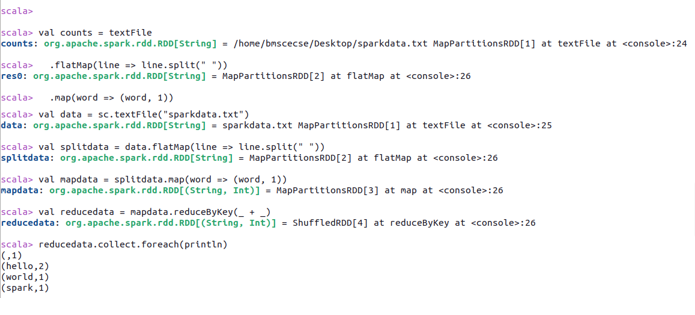 scala>
scala> val counts = textFile
counts: org.apache.spark.rdd.RDD[String] = /home/bmscecse/Desktop/sparkdata.txt MapPartitionsRDD[1] at textFile at <console>:24
scala>   .flatMap(line => line.split(" "))
res0: org.apache.spark.rdd.RDD[String] = MapPartitionsRDD[2] at flatMap at <console>:26
scala>   .map(word => (word, 1))
scala> val data = sc.textFile("sparkdata.txt")
data: org.apache.spark.rdd.RDD[String] = sparkdata.txt MapPartitionsRDD[1] at textFile at <console>:25
scala> val splitdata = data.flatMap(line => line.split(" "))
splitdata: org.apache.spark.rdd.RDD[String] = MapPartitionsRDD[2] at flatMap at <console>:26
scala> val mapdata = splitdata.map(word => (word, 1))
mapdata: org.apache.spark.rdd.RDD[(String, Int)] = MapPartitionsRDD[3] at map at <console>:26
scala> val reducedata = mapdata.reduceByKey(_ + _)
reducedata: org.apache.spark.rdd.RDD[(String, Int)] = ShuffledRDD[4] at reduceByKey at <console>:26
scala> reducedata.collect.foreach(println)
(,1)
(hello,2)
(world,1)
(spark,1)